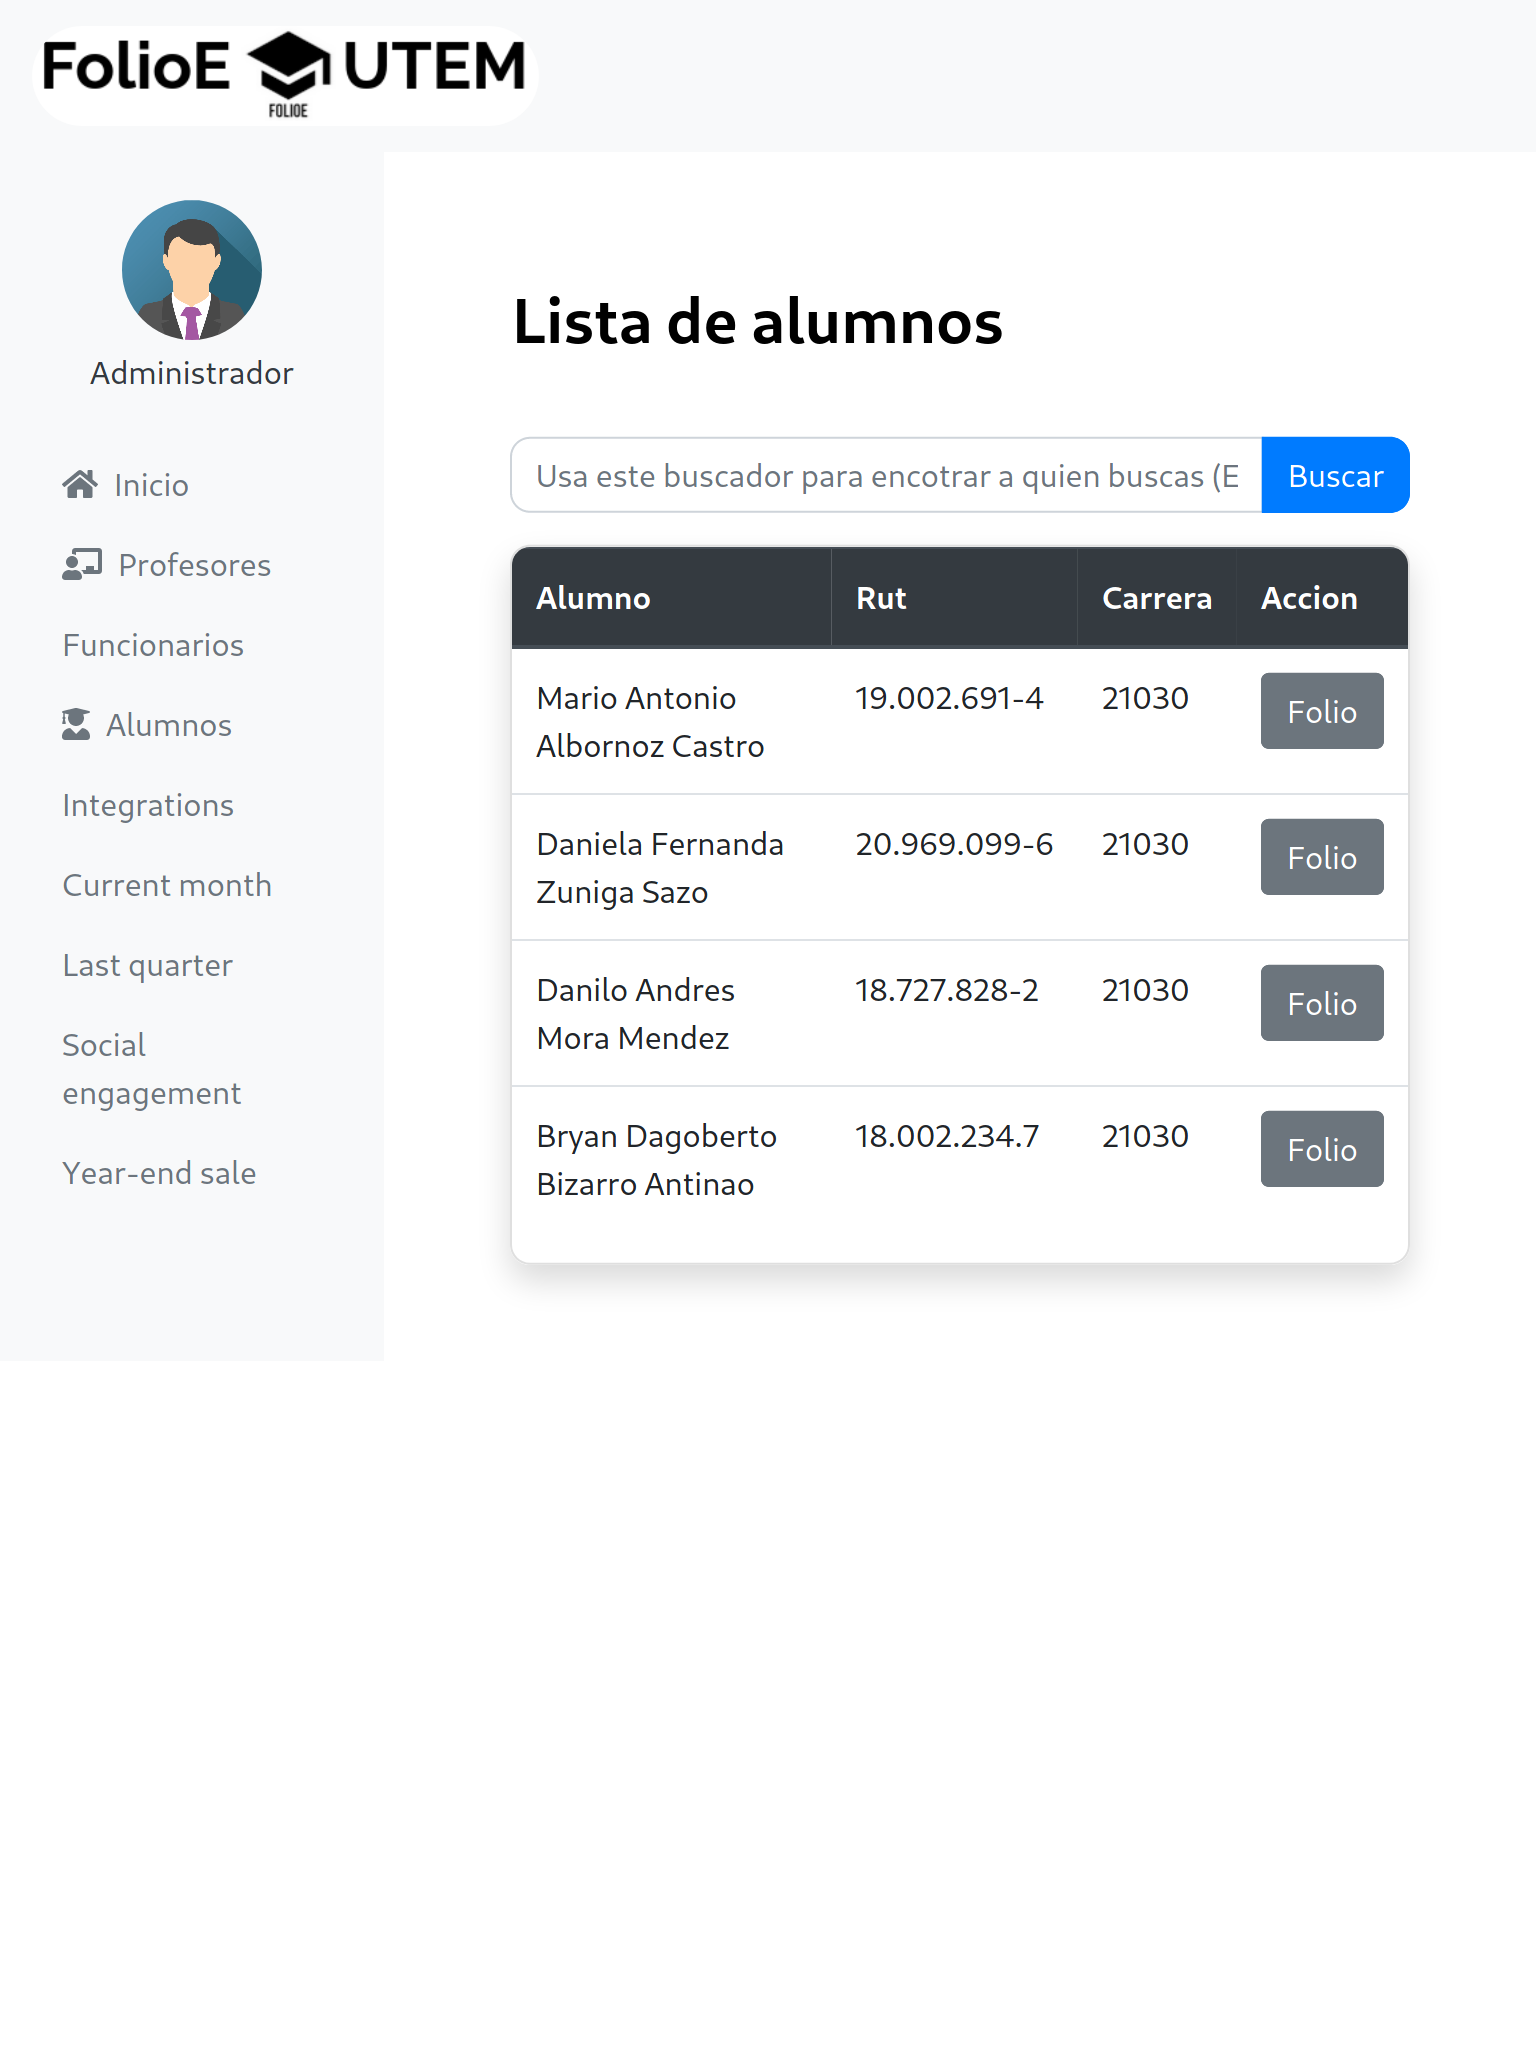 FolioE UTEM
FOLIOE
Administrador
Inicio
Profesores
Funcionarios
Alumnos
Integrations
Current month
Last quarter
Social
engagement
Year-end sale
Lista de alumnos
Usa este buscador para encotrar a quien buscas (E
Buscar
Alumno Rut Carrera Accion
Mario Antonio 19.002.691-4 21030 Folio
Albornoz Castro
Daniela Fernanda 20.969.099-6 21030 Folio
Zuniga Sazo
Danilo Andres 18.727.828-2 21030 Folio
Mora Mendez
Bryan Dagoberto 18.002.234.7 21030 Folio
Bizarro Antinao